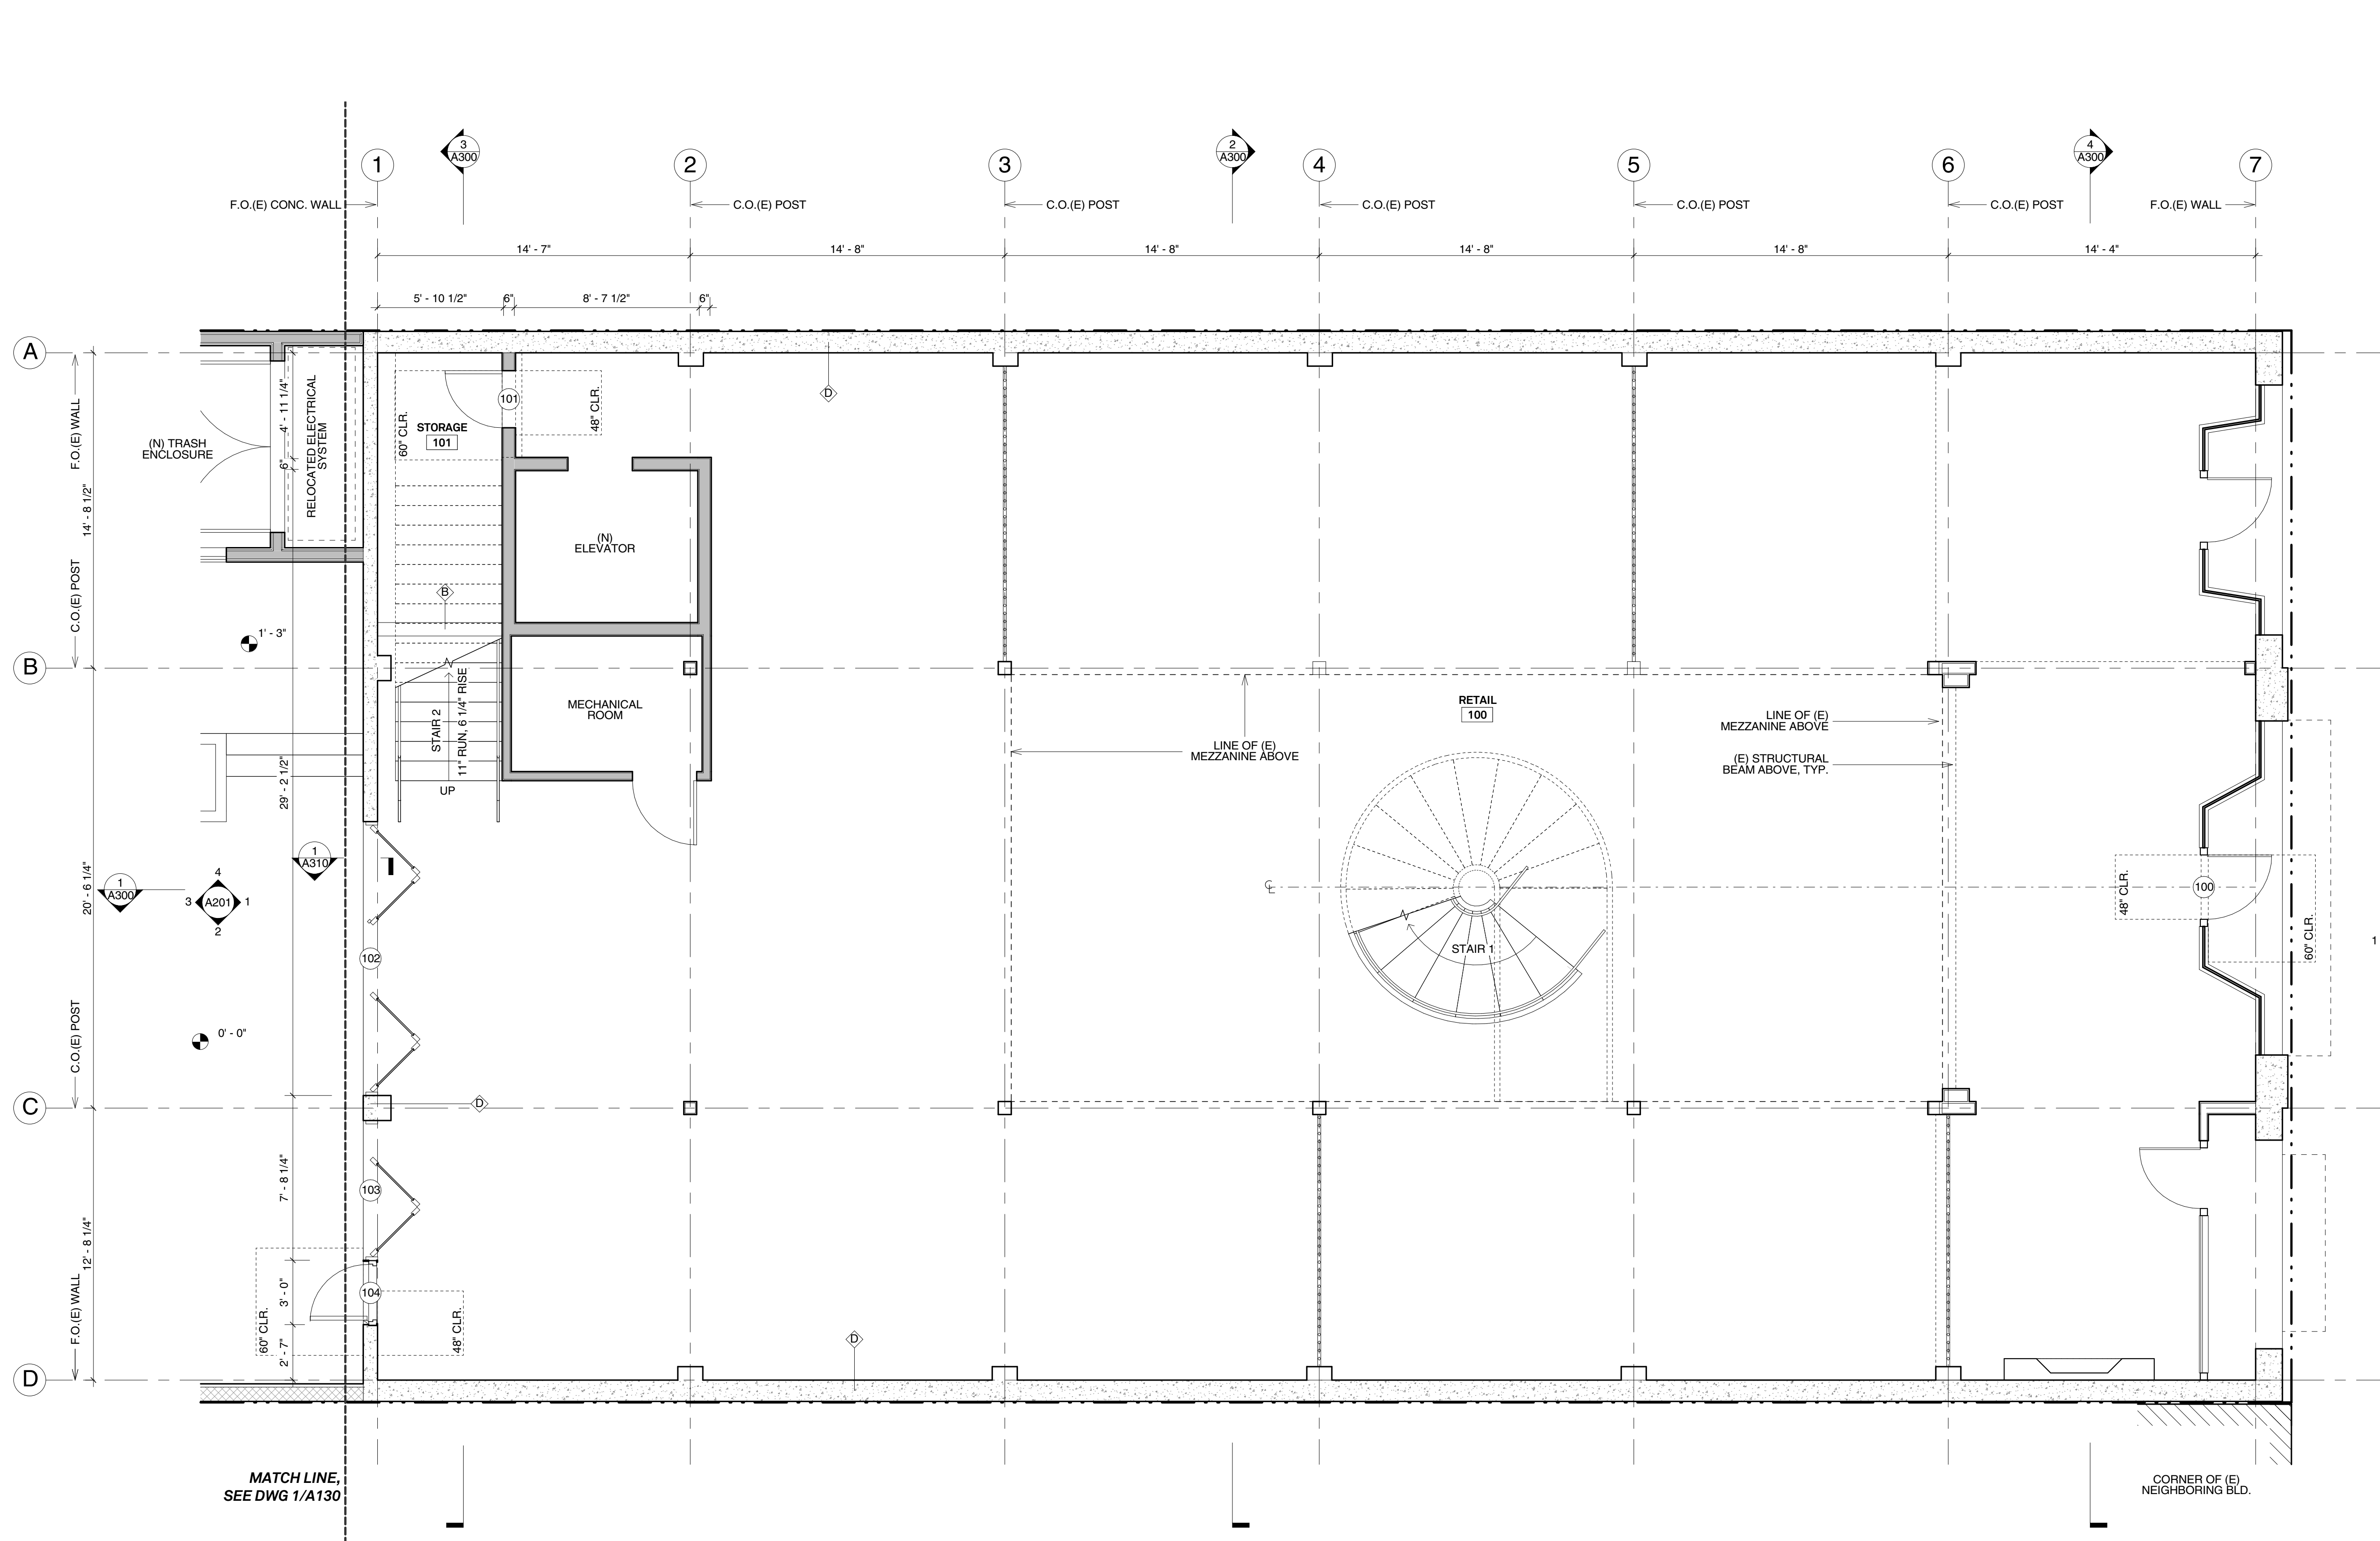 3
A300
2
A300
4
A300
1
2
3
4
5
6
7
F.O.(E) CONC. WALL
C.O.(E) POST
C.O.(E) POST
C.O.(E) POST
C.O.(E) POST
C.O.(E) POST
F.O.(E) WALL
14' - 7"
14' - 8"
14' - 8"
14' - 8"
14' - 8"
14' - 4"
5' - 10 1/2"
6"
8' - 7 1/2"
6"
A
F.O.(E) WALL
14' - 8 1/2"
C.O.(E) POST
(N) TRASH
ENCLOSURE
4' - 11 1/4"
6"
RELOCATED ELECTRICAL
SYSTEM
60" CLR.
STORAGE
101
101
48" CLR.
D
(N)
ELEVATOR
B
1' - 3"
B
MECHANICAL
ROOM
STAIR 2
11" RUN, 6 1/4" RISE
UP
29' - 2 1/2"
RETAIL
100
LINE OF (E)
MEZZANINE ABOVE
LINE OF (E)
MEZZANINE ABOVE
(E) STRUCTURAL
BEAM ABOVE, TYP.
1
A310
1
A300
4
3
A201
1
2
20' - 6 1/4"
CL
STAIR 1
48" CLR.
100
60" CLR.
1
102
0' - 0"
C.O.(E) POST
C
D
7' - 8 1/4"
103
12' - 8 1/4"
F.O.(E) WALL
3' - 0"
104
60" CLR.
48" CLR.
2' - 7"
D
D
MATCH LINE,
SEE DWG 1/A130
CORNER OF (E)
NEIGHBORING BLD.